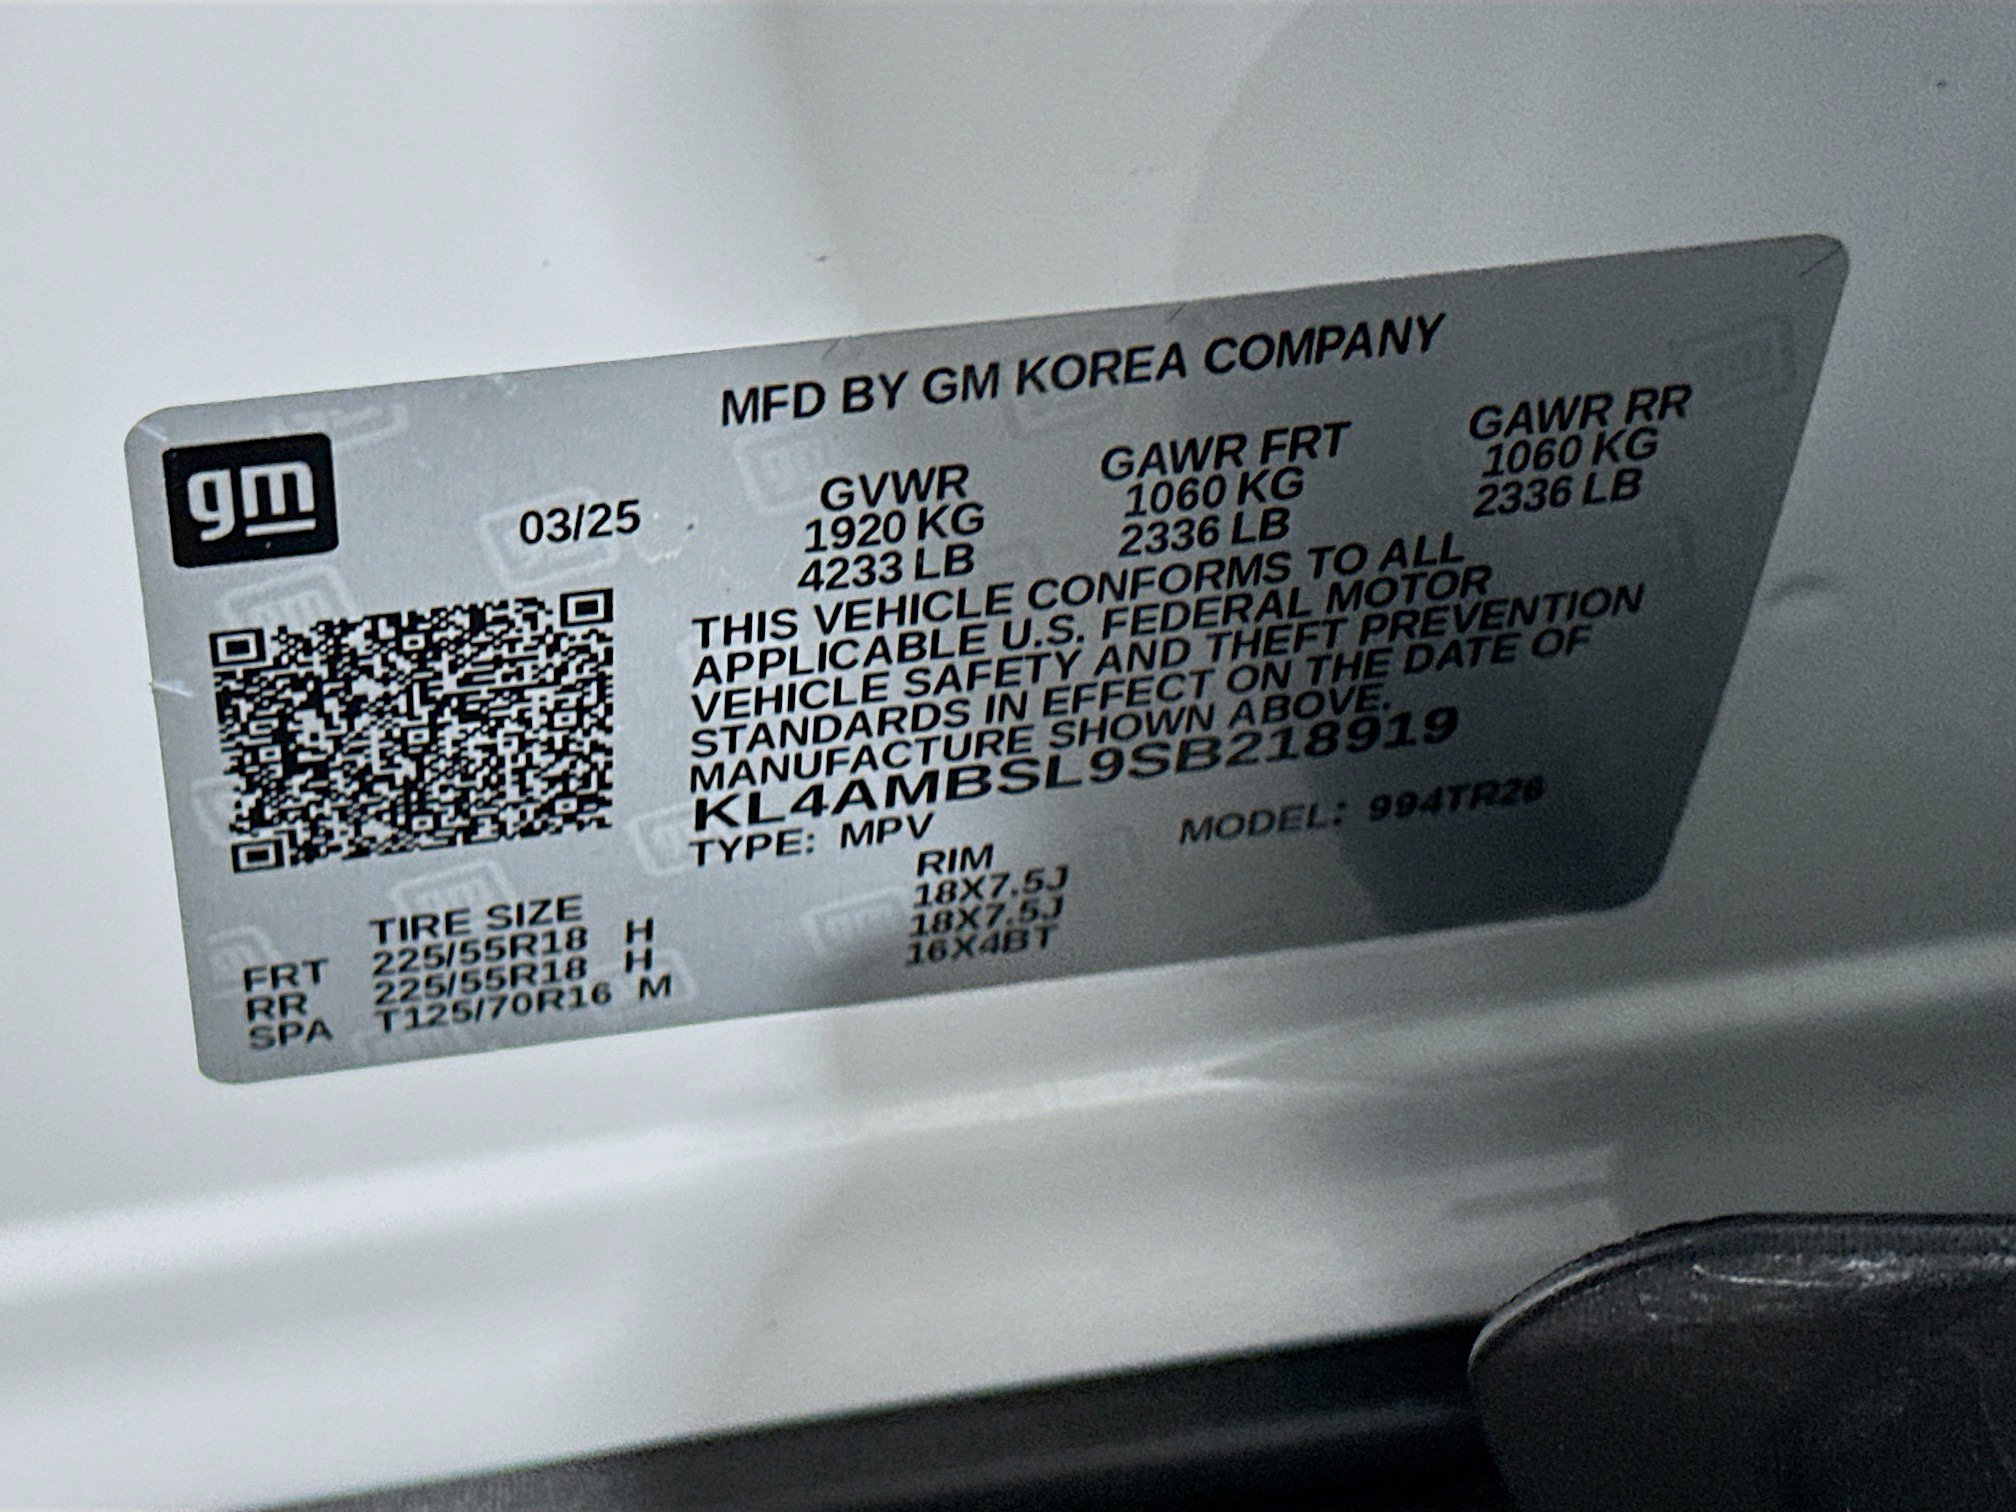 MFD BY GM KOREA COMPANY
gm
03/25
GVWR GAWR FRT GAWR RR
1920 KG 1060 KG 1060 KG
4233 LB 2336 LB 2336 LB
THIS VEHICLE CONFORMS TO ALL
APPLICABLE U.S. FEDERAL MOTOR
VEHICLE SAFETY AND THEFT PREVENTION
STANDARDS IN EFFECT ON THE DATE OF
MANUFACTURE SHOWN ABOVE.
KL4AMBSL9SB218919
TYPE: MPV MODEL: 994TR26
TIRE SIZE RIM
FRT 225/55R18 H 18X7.5J
RR 225/55R18 H 18X7.5J
SPA T125/70R16 M 16X4BT